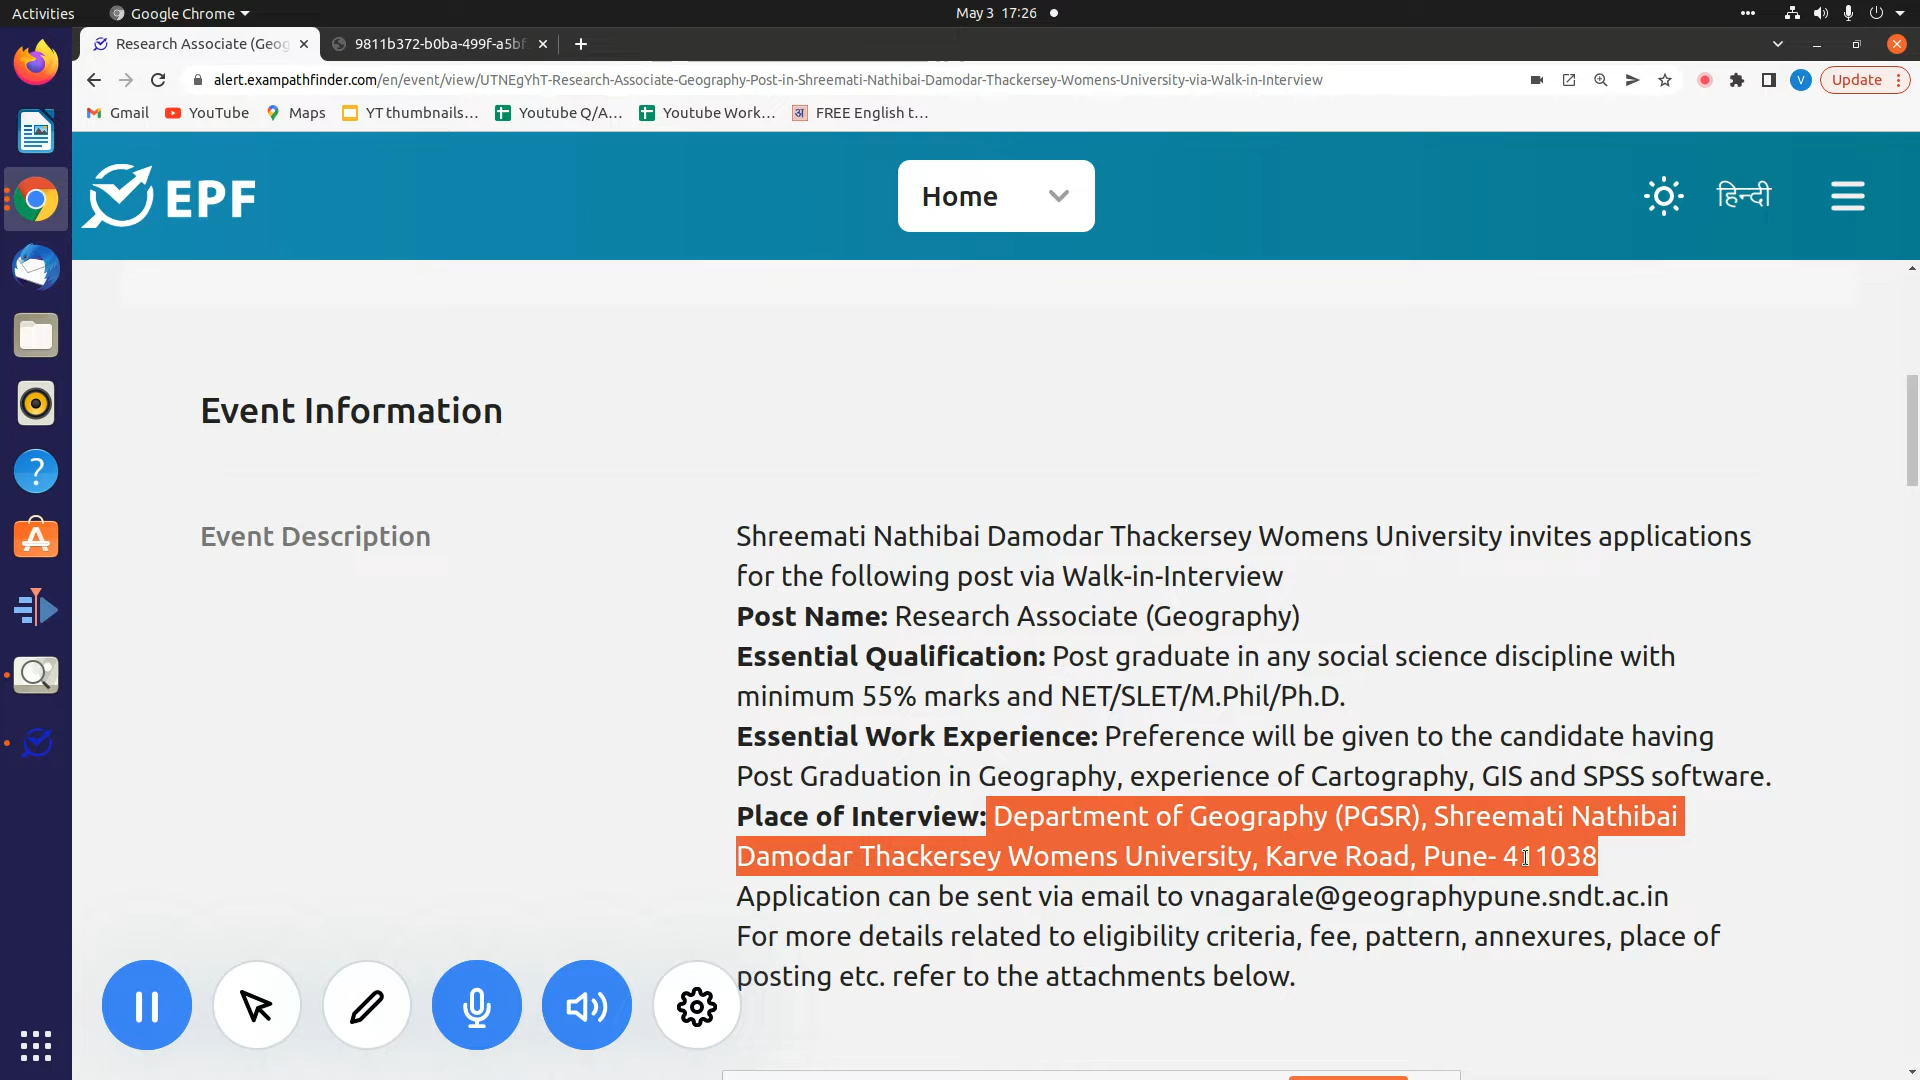 Activities Google Chrome May 3 17:26
Research Associate (Geog 9811b372-b0ba-499f-a5bf
alert.exampathfinder.com/en/event/view/UTNEgYhT-Research-Associate-Geography-Post-in-Shreemati-Nathibai-Damodar-Thackersey-Womens-University-via-Walk-in-Interview V Update
Gmail YouTube Maps YT thumbnails... Youtube Q/A... Youtube Work... अ FREE English t...
EPF Home हिन्दी
Event Information
Event Description
Shreemati Nathibai Damodar Thackersey Womens University invites applications
for the following post via Walk-in-Interview
Post Name: Research Associate (Geography)
Essential Qualification: Post graduate in any social science discipline with
minimum 55% marks and NET/SLET/M.Phil/Ph.D.
Essential Work Experience: Preference will be given to the candidate having
Post Graduation in Geography, experience of Cartography, GIS and SPSS software.
Place of Interview: Department of Geography (PGSR), Shreemati Nathibai
Damodar Thackersey Womens University, Karve Road, Pune- 411038
Application can be sent via email to vnagarale@geographypune.sndt.ac.in
For more details related to eligibility criteria, fee, pattern, annexures, place of
posting etc. refer to the attachments below.